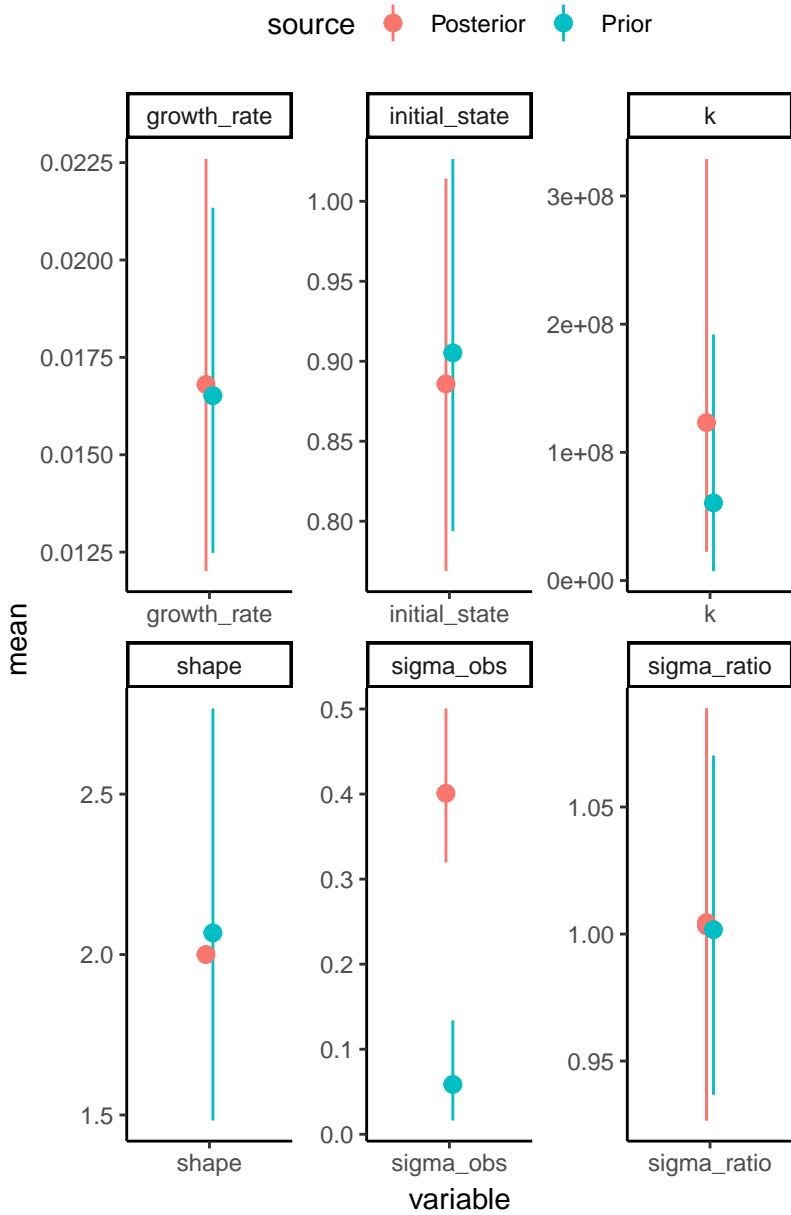 source Posterior Prior
growth_rate initial_state k
0.0225
0.0200
0.0175
0.0150
0.0125
1.00
0.95
0.90
0.85
0.80
3e+08
2e+08
1e+08
0e+00
growth_rate initial_state k
mean
shape sigma_obs sigma_ratio
2.5
2.0
1.5
0.5
0.4
0.3
0.2
0.1
0.0
1.05
1.00
0.95
shape sigma_obs sigma_ratio
variable